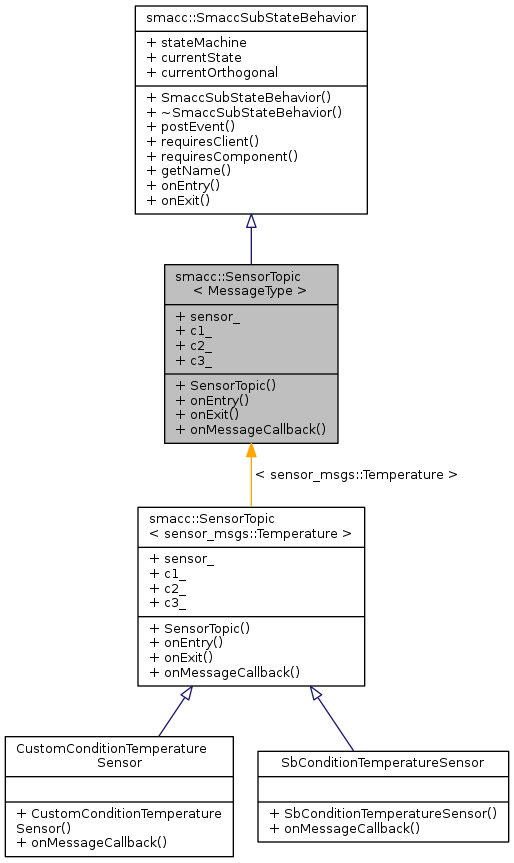 smacc::SmaccSubStateBehavior
+ stateMachine
+ currentState
+ currentOrthogonal
+ SmaccSubStateBehavior()
+ ~SmaccSubStateBehavior()
+ postEvent()
+ requiresClient()
+ requiresComponent()
+ getName()
+ onEntry()
+ onExit()
smacc::SensorTopic
< MessageType >
+ sensor_
+ c1_
+ c2_
+ c3_
+ SensorTopic()
+ onEntry()
+ onExit()
+ onMessageCallback()
< sensor_msgs::Temperature >
smacc::SensorTopic
< sensor_msgs::Temperature >
+ sensor_
+ c1_
+ c2_
+ c3_
+ SensorTopic()
+ onEntry()
+ onExit()
+ onMessageCallback()
CustomConditionTemperature
Sensor
+ CustomConditionTemperature
Sensor()
+ onMessageCallback()
SbConditionTemperatureSensor
+ SbConditionTemperatureSensor()
+ onMessageCallback()